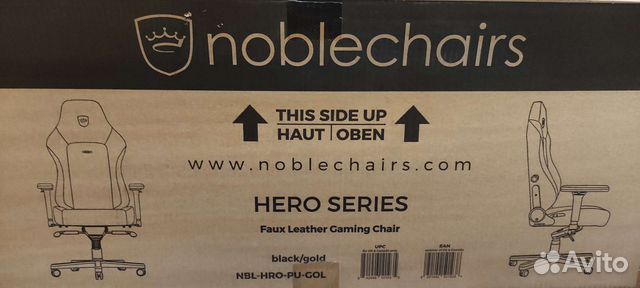 noblechairs
THIS SIDE UP
HAUT | OBEN
www.noblechairs.com
HERO SERIES
Faux Leather Gaming Chair
black/gold
NBL-HRO-PU-GOL
UPC
EAN
Avito